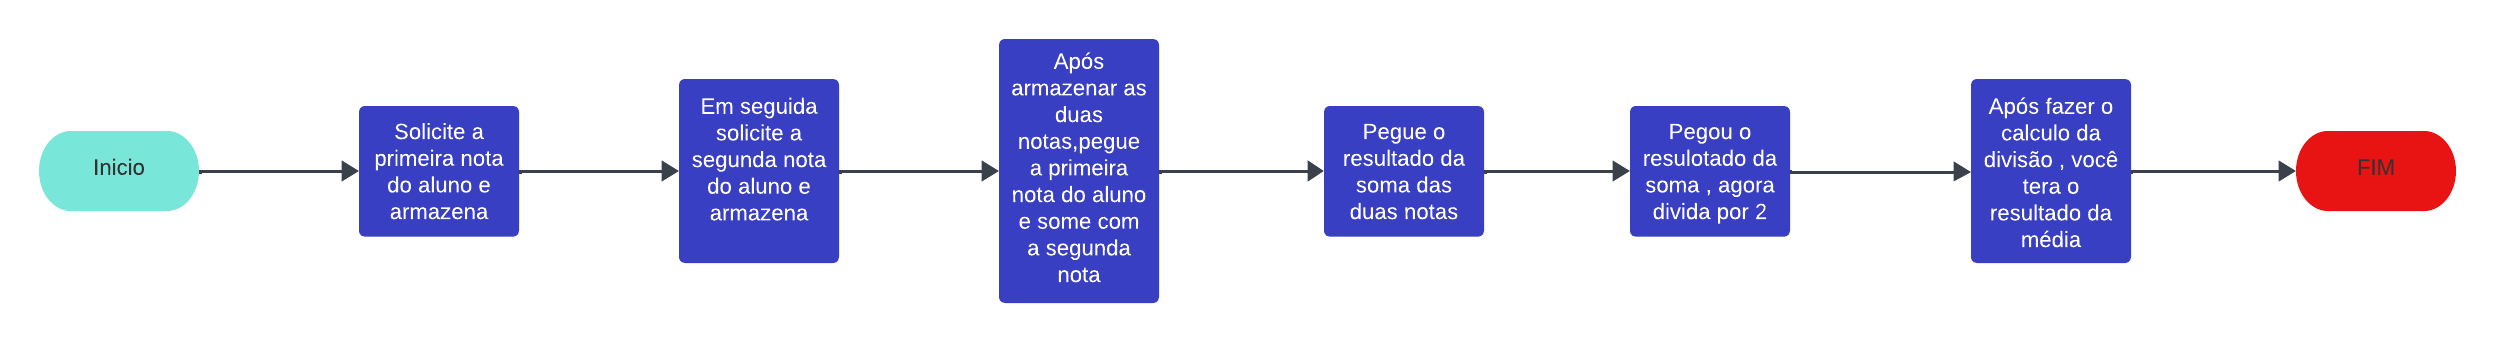 Inicio
Solicite a
primeira nota
do aluno e
armazena
Em seguida
solicite a
segunda nota
do aluno e
armazena
Após
armazenar as
duas
notas,pegue
a primeira
nota do aluno
e some com
a segunda
nota
Pegue o
resultado da
soma das
duas notas
Pegou o
resulotado da
soma , agora
divida por 2
Após fazer o
calculo da
divisão , você
tera o
resultado da
média
FIM